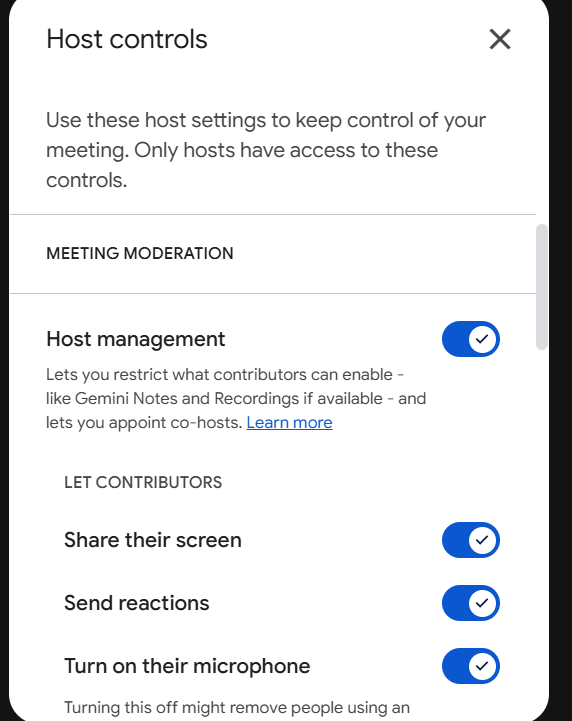 Host controls
Use these host settings to keep control of your
meeting. Only hosts have access to these
controls.
MEETING MODERATION
Host management
Lets you restrict what contributors can enable -
like Gemini Notes and Recordings if available - and
lets you appoint co-hosts. Learn more
LET CONTRIBUTORS
Share their screen
Send reactions
Turn on their microphone
Turning this off might remove people using an